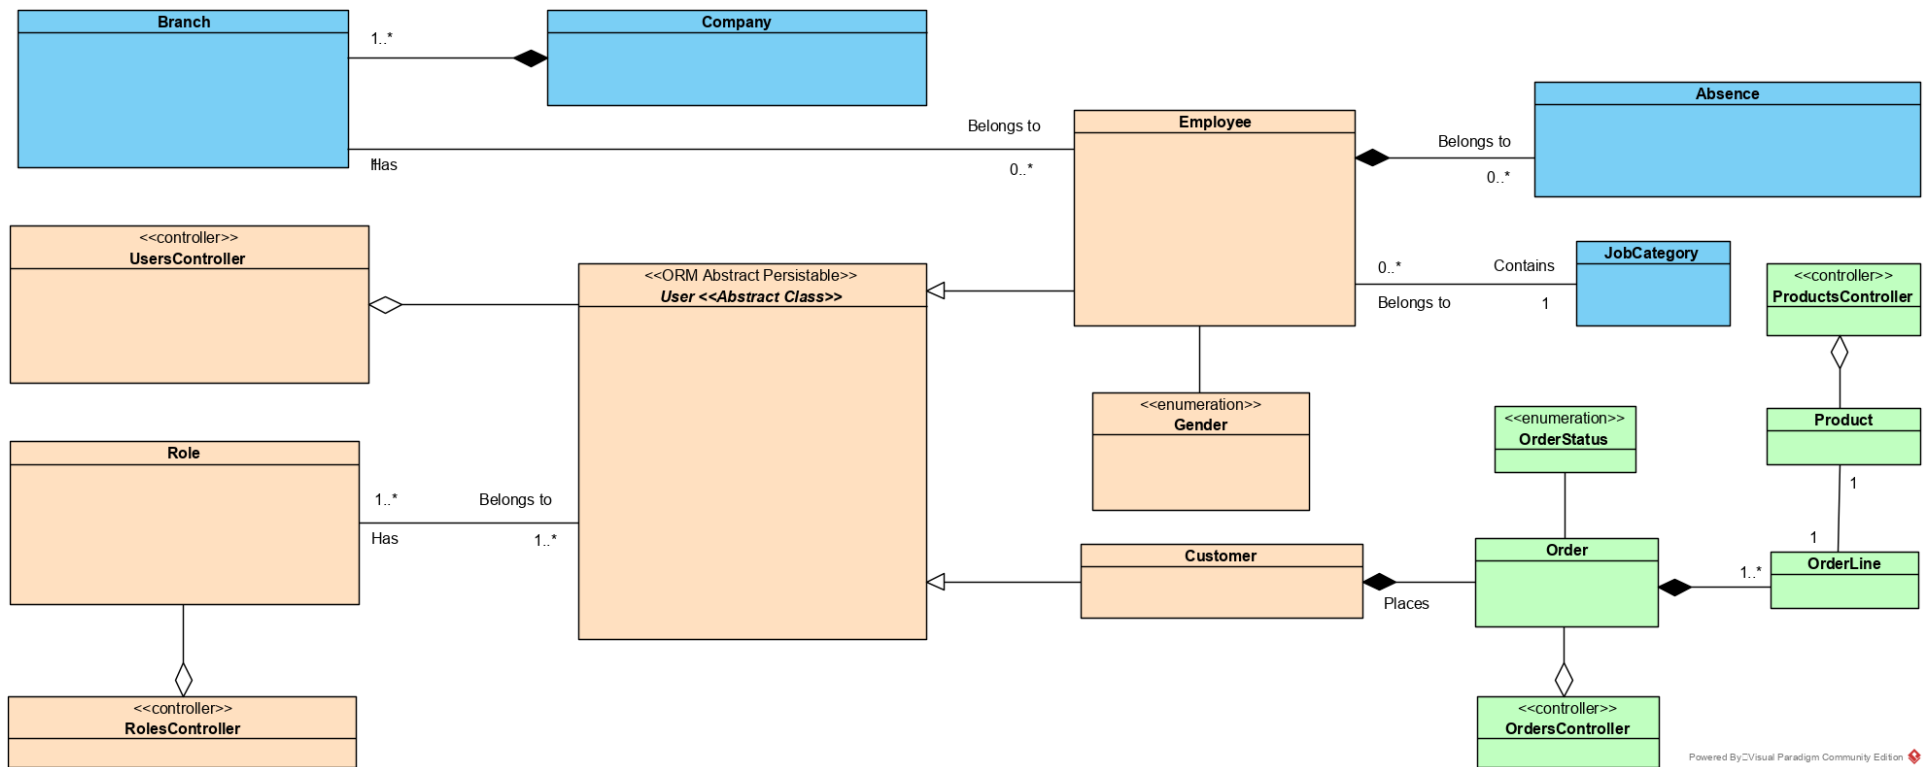 Branch
Company
1..*
Absence
Employee
Belongs to
Has
0..*
Belongs to
0..*
<<controller>>
UsersController
<<ORM Abstract Persistable>>
User <<Abstract Class>>
0..*
Contains
Belongs to
1
JobCategory
<<controller>>
ProductsController
<<enumeration>>
Gender
<<enumeration>>
OrderStatus
Product
1
Role
1..*
Belongs to
Has
1..*
Customer
Places
Order
1
1..*
OrderLine
<<controller>>
RolesController
<<controller>>
OrdersController
Powered By Visual Paradigm Community Edition